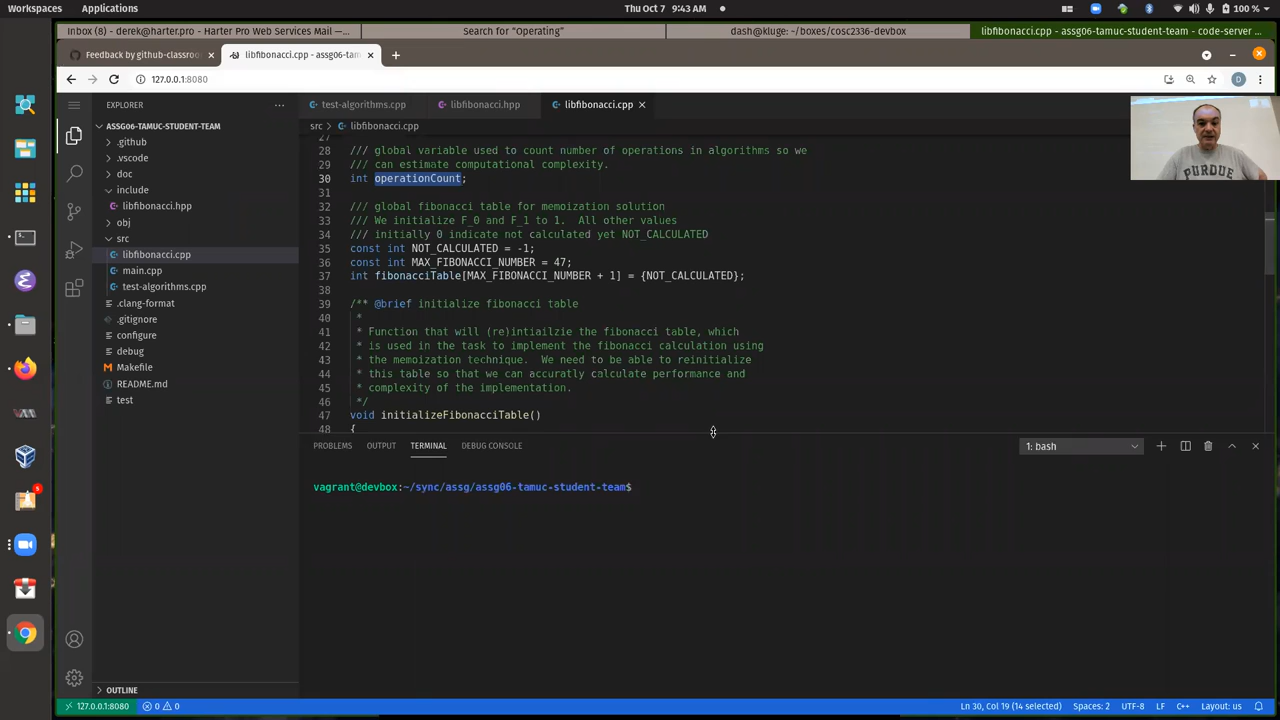 Workspaces Applications Thu Oct 7 9:43 AM 100 %
Inbox (8) - derek@harter.pro - Harter Pro Web Services Mail —... Search for "Operating" dash@kluge: ~/boxes/cosc2336-devbox libfibonacci.cpp - assg06-tamuc-student-team - code-server ...
Feedback by github-classroo libfibonacci.cpp - assg06-tam
127.0.0.1:8080 D
EXPLORER test-algorithms.cpp libfibonacci.hpp libfibonacci.cpp
ASSG06-TAMUC-STUDENT-TEAM src > libfibonacci.cpp
.github
.vscode
doc
include
libfibonacci.hpp
obj
src
libfibonacci.cpp
main.cpp
test-algorithms.cpp
.clang-format
.gitignore
configure
debug
Makefile
README.md
test
OUTLINE
27
28 /// global variable used to count number of operations in algorithms so we
29 /// can estimate computational complexity.
30 int operationCount;
31
32 /// global fibonacci table for memoization solution
33 /// We initialize F_0 and F_1 to 1.  All other values
34 /// initially 0 indicate not calculated yet NOT_CALCULATED
35 const int NOT_CALCULATED = -1;
36 const int MAX_FIBONACCI_NUMBER = 47;
37 int fibonacciTable[MAX_FIBONACCI_NUMBER + 1] = {NOT_CALCULATED};
38
39 /** @brief initialize fibonacci table
40 *
41 * Function that will (re)intiailzie the fibonacci table, which
42 * is used in the task to implement the fibonacci calculation using
43 * the memoization technique.  We need to be able to reinitialize
44 * this table so that we can accuratly calculate performance and
45 * complexity of the implementation.
46 */
47 void initializeFibonacciTable()
48 {
PURDUE
PROBLEMS OUTPUT TERMINAL DEBUG CONSOLE 1: bash
vagrant@devbox:~/sync/assg/assg06-tamuc-student-team$
127.0.0.1:8080 0 0 Ln 30, Col 19 (14 selected) Spaces: 2 UTF-8 LF C++ Layout: us